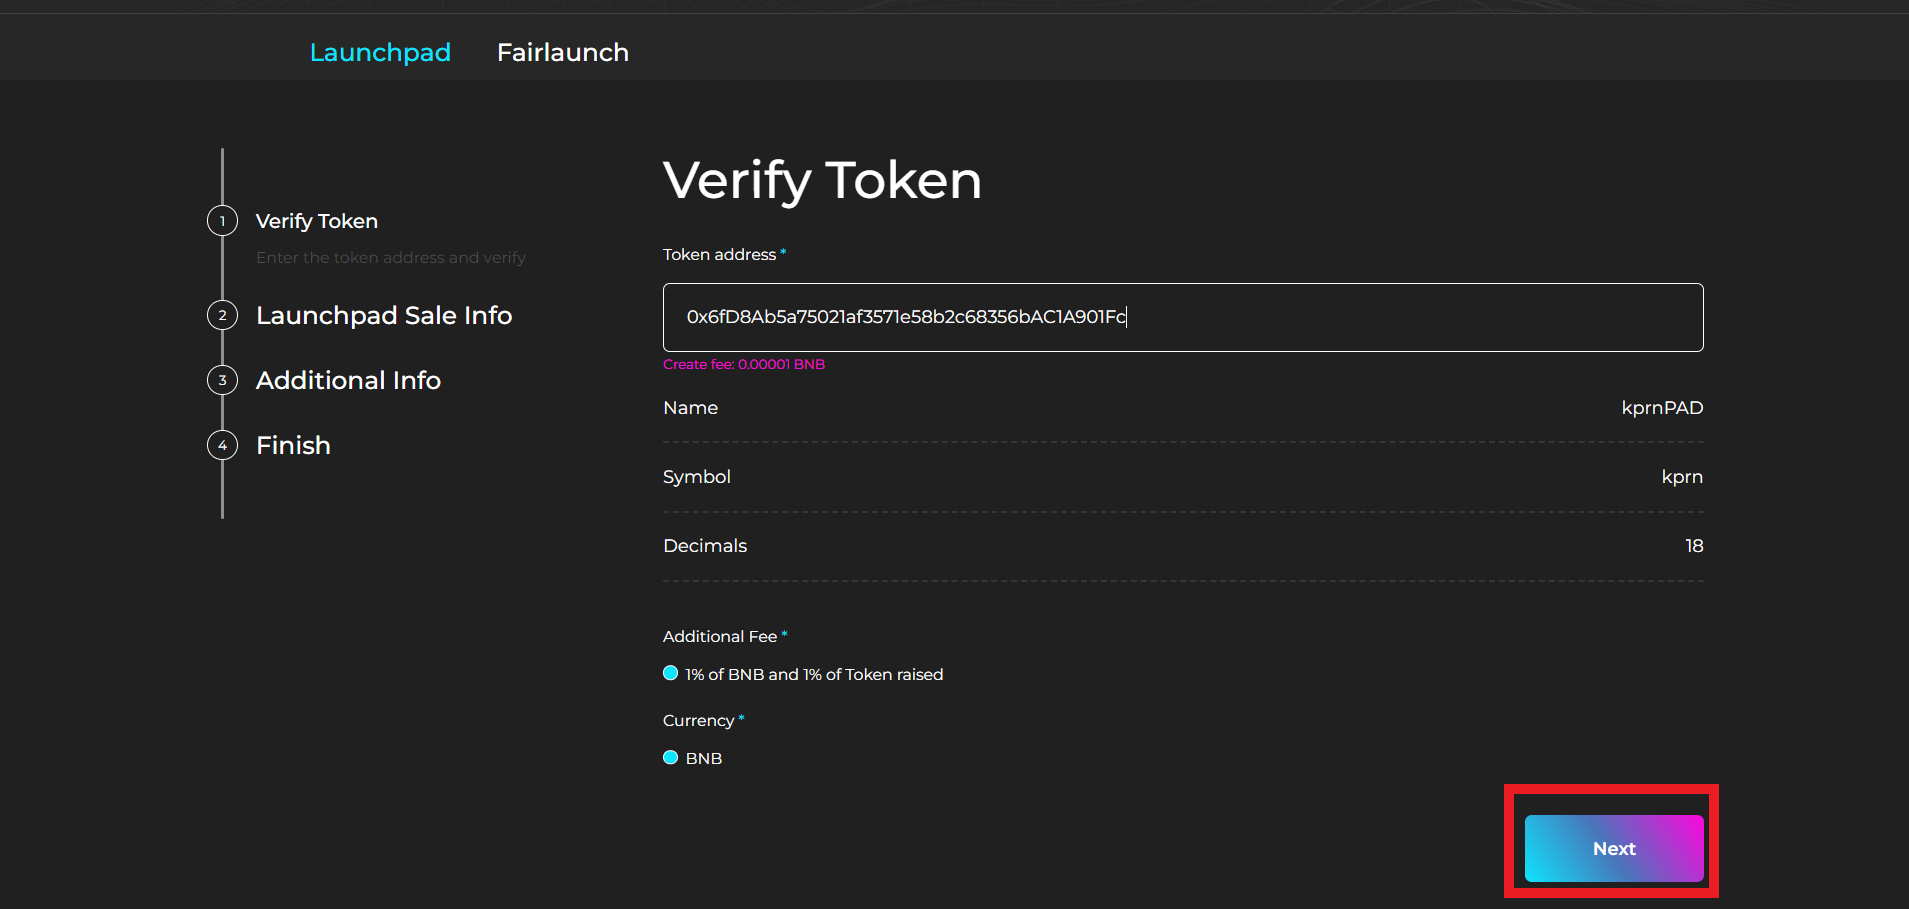 Launchpad Fairlaunch
1 Verify Token
Enter the token address and verify
2 Launchpad Sale Info
3 Additional Info
4 Finish
Verify Token
Token address *
0x6fD8Ab5a75021af3571e58b2c68356bAC1A901Fc
Create fee: 0.00001 BNB
Name kprnPAD
Symbol kprn
Decimals 18
Additional Fee *
1% of BNB and 1% of Token raised
Currency *
BNB
Next